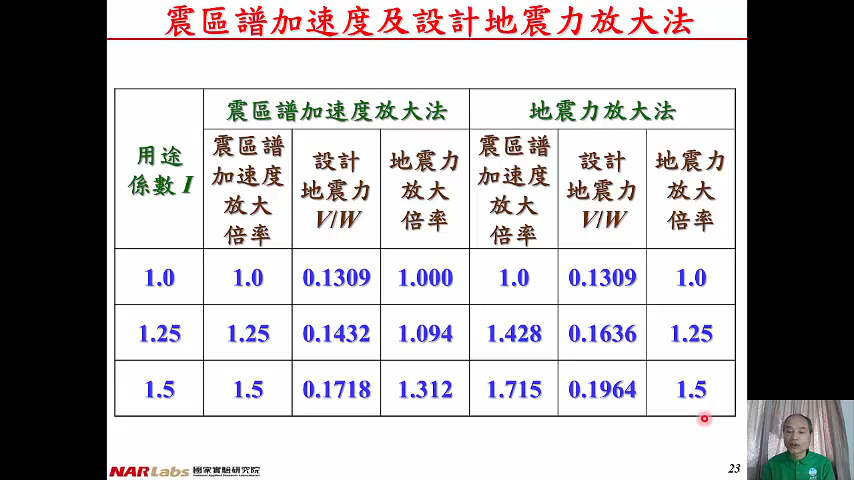 震區譜加速度及設計地震力放大法
用途
係數 I
震區譜加速度放大法
地震力放大法
震區譜
加速度
放大
倍率
設計
地震力
V/W
地震力
放大
倍率
震區譜
加速度
放大
倍率
設計
地震力
V/W
地震力
放大
倍率
1.0 1.0 0.1309 1.000 1.0 0.1309 1.0
1.25 1.25 0.1432 1.094 1.428 0.1636 1.25
1.5 1.5 0.1718 1.312 1.715 0.1964 1.5
NARLabs 國家實驗研究院
National Applied Research Laboratories
23